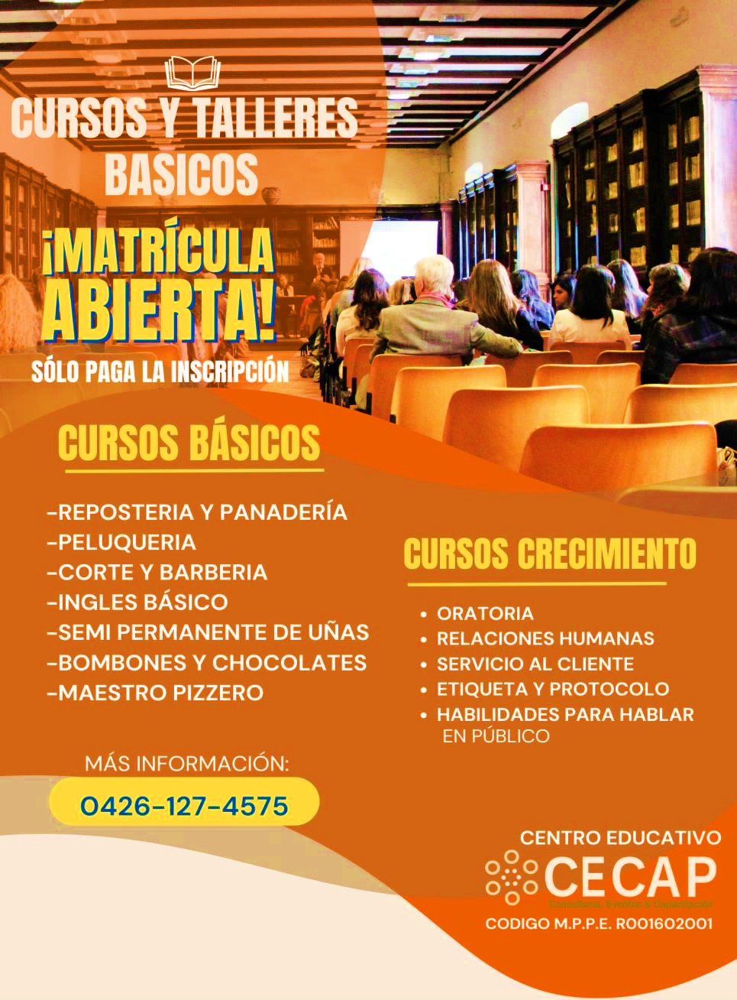 CURSOS Y TALLERES
BASICOS
¡MATRÍCULA
ABIERTA!
SÓLO PAGA LA INSCRIPCIÓN
CURSOS BÁSICOS
-REPOSTERIA Y PANADERÍA
-PELUQUERIA
-CORTE Y BARBERIA
-INGLES BÁSICO
-SEMI PERMANENTE DE UÑAS
-BOMBONES Y CHOCOLATES
-MAESTRO PIZZERO
CURSOS CRECIMIENTO
• ORATORIA
• RELACIONES HUMANAS
• SERVICIO AL CLIENTE
• ETIQUETA Y PROTOCOLO
• HABILIDADES PARA HABLAR
EN PÚBLICO
MÁS INFORMACIÓN:
0426-127-4575
CENTRO EDUCATIVO
CECAP
Consultoría, Eventos & Capacitación
CODIGO M.P.P.E. R001602001